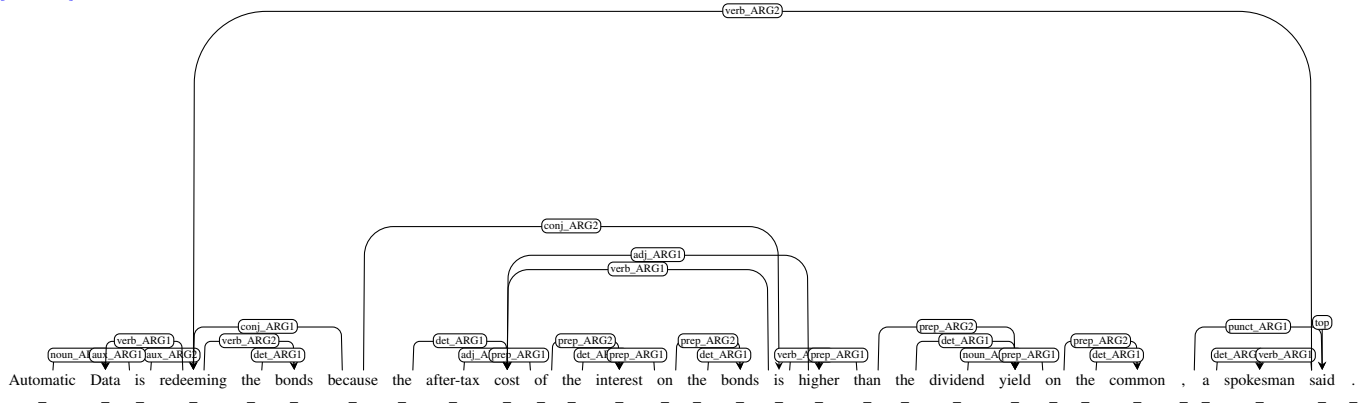 verb_ARG2
conj_ARG2
adj_ARG1
verb_ARG1
conj_ARG1 prep_ARG2 punct_ARG1 top
verb_ARG1 verb_ARG2 det_ARG1 prep_ARG2 prep_ARG2 det_ARG1 prep_ARG2
aux_ARG1 aux_ARG2 det_ARG1 prep_ARG1 prep_ARG1 det_ARG1 prep_ARG1 prep_ARG1 det_ARG1 verb_ARG1
Automatic Data is redeeming the bonds because the after-tax cost of the interest on the bonds is higher than the dividend yield on the common , a spokesman said .